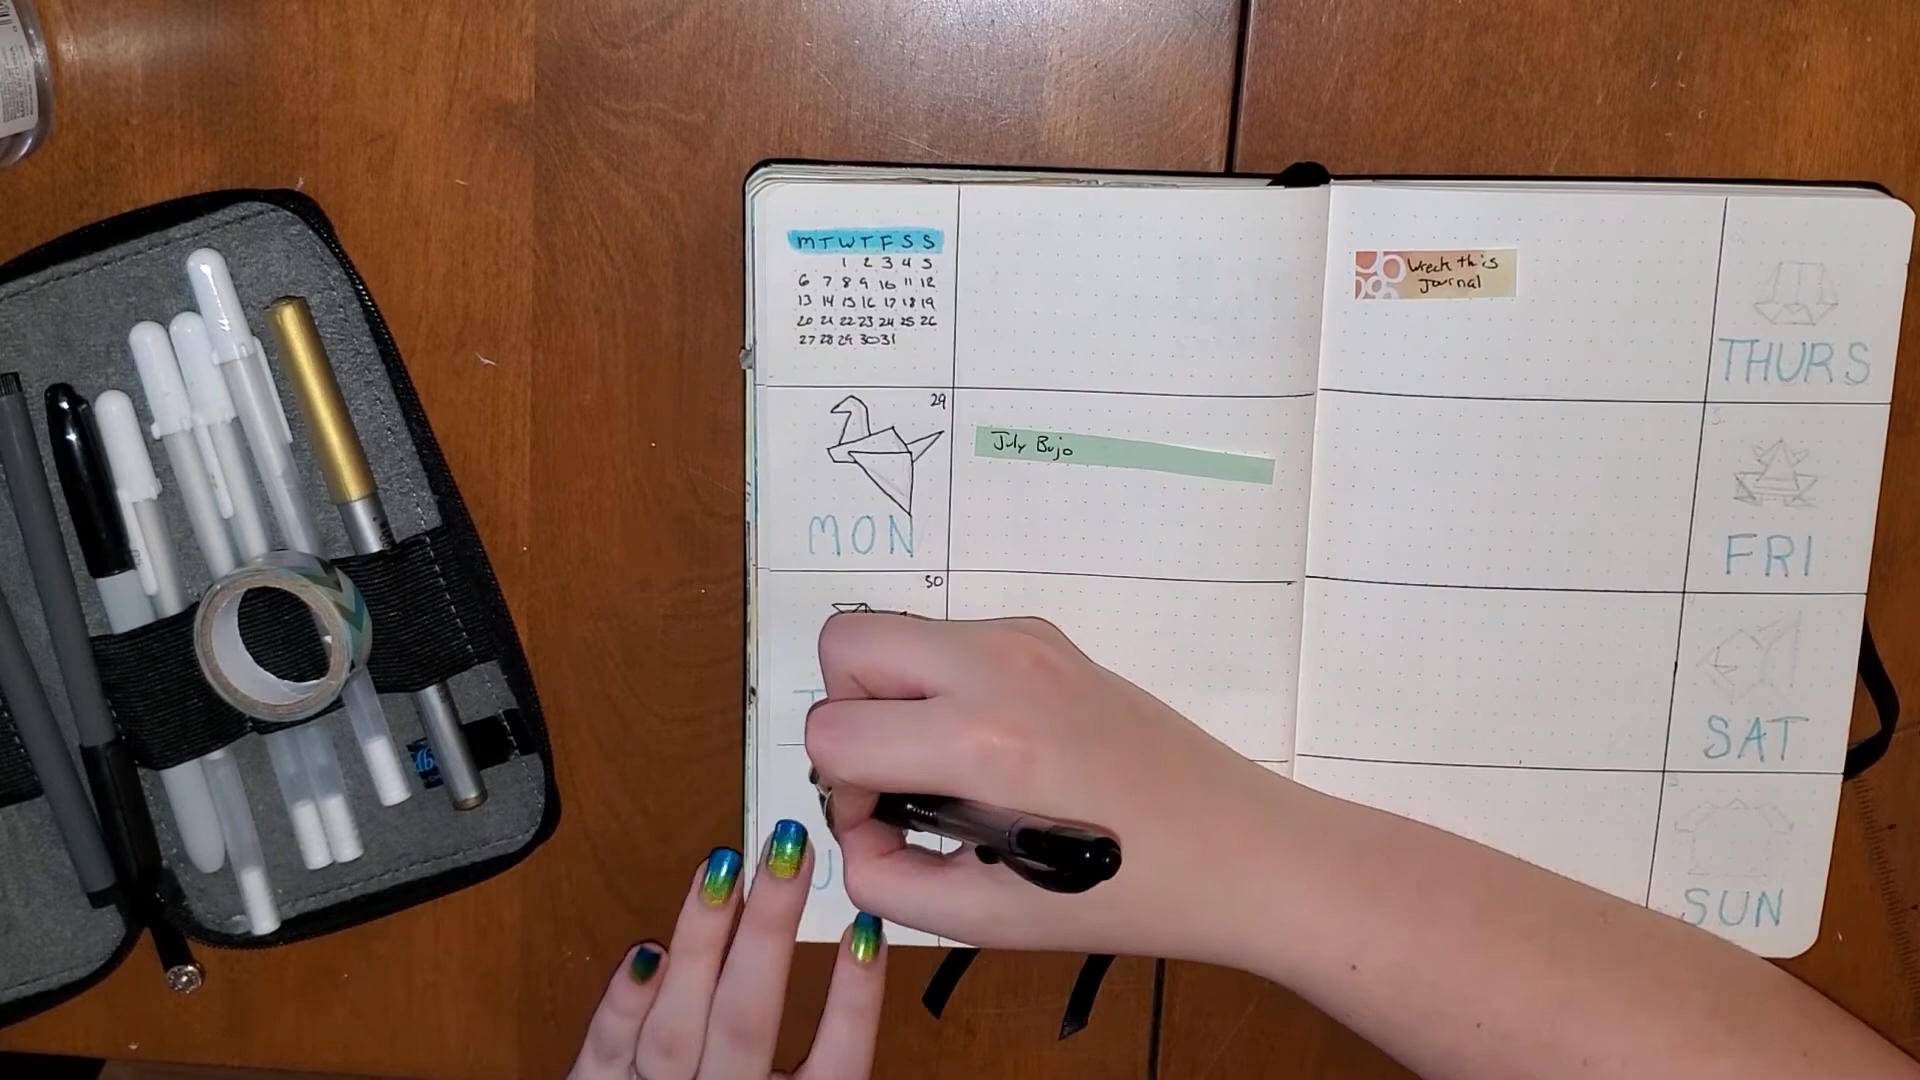 M T W T F S S
1 2 3 4 5
6 7 8 9 10 11 12
13 14 15 16 17 18 19
20 21 22 23 24 25 26
27 28 29 30 31
29
MON
July Bujo
30
Wreck this
Journal
THURS
FRI
SAT
SUN